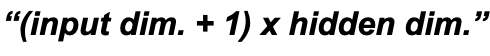 “(input dim. + 1) x hidden dim.”